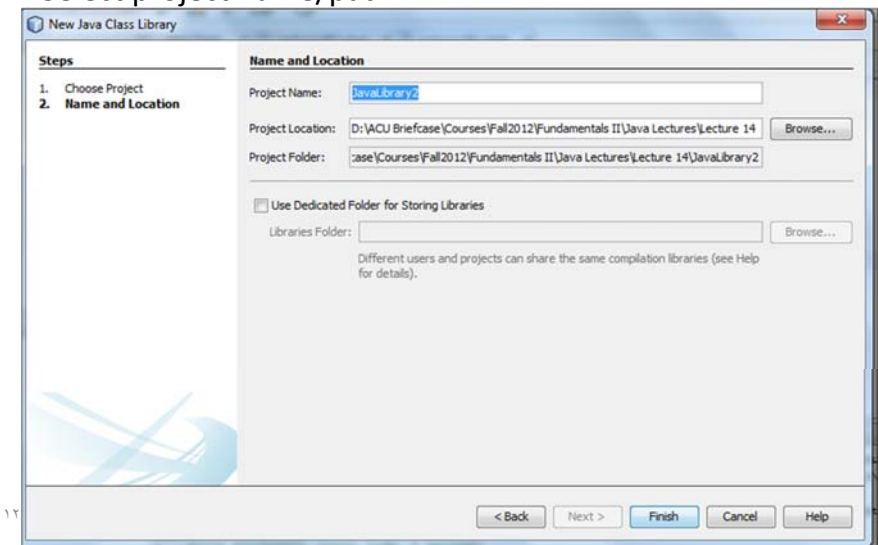 New Java Class Library
Steps
1. Choose Project
2. Name and Location
Name and Location
Project Name: JavaLibrary2
Project Location: D:\ACU Briefcase\Courses\Fall2012\Fundamentals II\Java Lectures\Lecture 14 Browse...
Project Folder: :ase\Courses\Fall2012\Fundamentals II\Java Lectures\Lecture 14\JavaLibrary2
Use Dedicated Folder for Storing Libraries
Libraries Folder: Browse...
Different users and projects can share the same compilation libraries (see Help
for details).
١٢
< Back Next > Finish Cancel Help